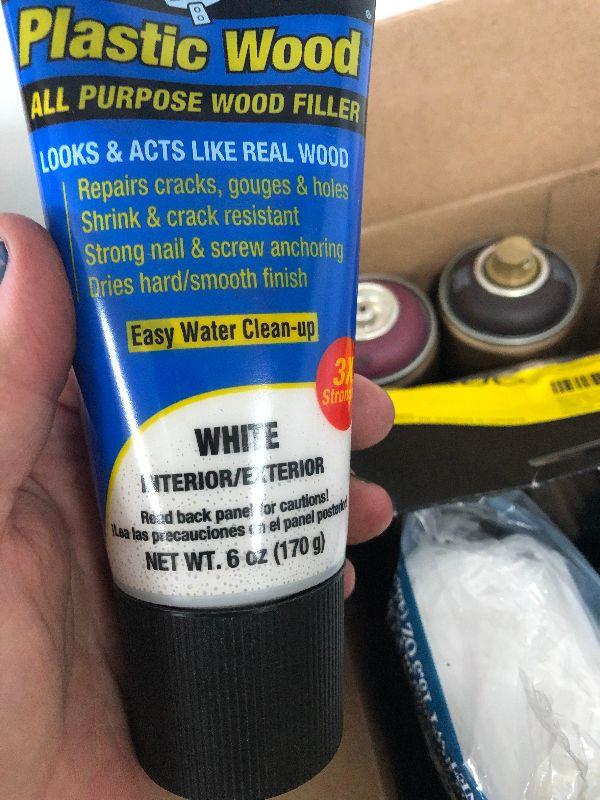 Plastic Wood
ALL PURPOSE WOOD FILLER
LOOKS & ACTS LIKE REAL WOOD
Repairs cracks, gouges & holes
Shrink & crack resistant
Strong nail & screw anchoring
Dries hard/smooth finish
Easy Water Clean-up
3X
Stronger
WHITE
INTERIOR/EXTERIOR
Read back panel for cautions!
¡Lea las precauciones en el panel posterior!
NET WT. 6 oz (170 g)